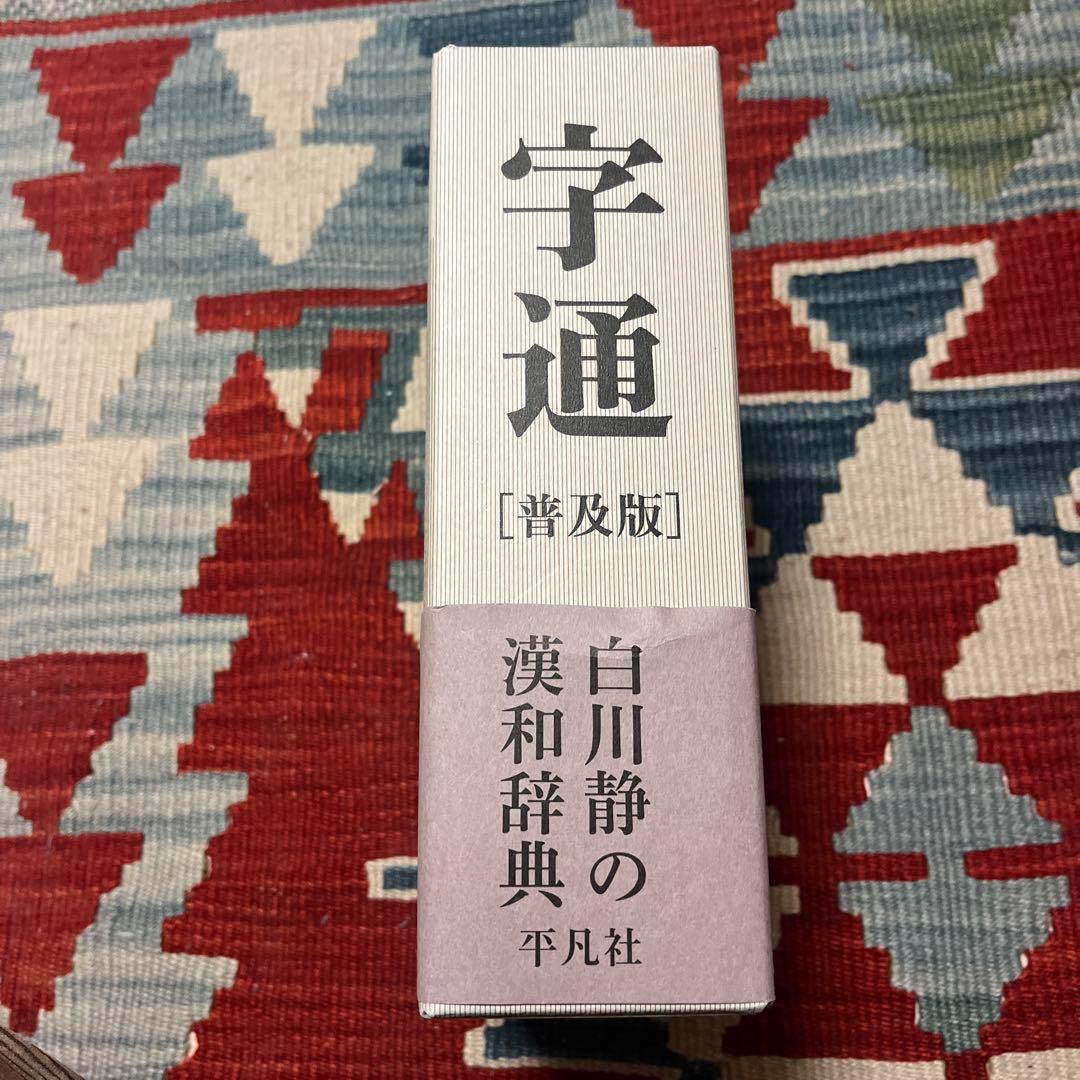 字通
［普及版］
白川静の
漢和辞典
平凡社